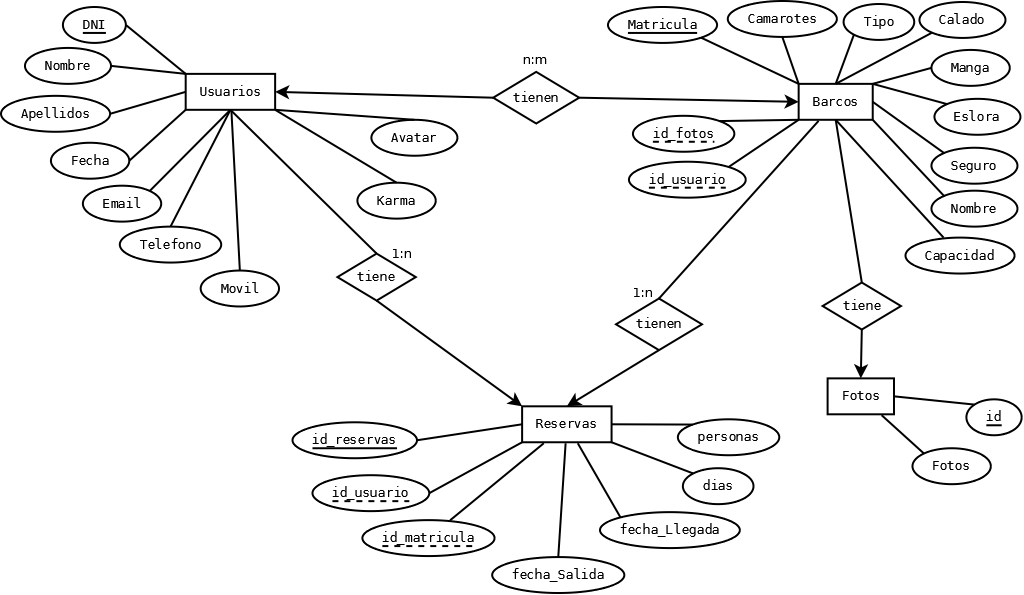 DNI
Nombre
Apellidos
Fecha
Email
Telefono
Movil
Usuarios
Avatar
Karma
n:m
tienen
Matricula
Camarotes
Tipo
Calado
Manga
Eslora
Seguro
Nombre
Capacidad
Barcos
id_fotos
id_usuario
1:n
tiene
1:n
tienen
tiene
Fotos
id
Fotos
Reservas
id_reservas
id_usuario
id_matricula
fecha_Salida
fecha_Llegada
dias
personas